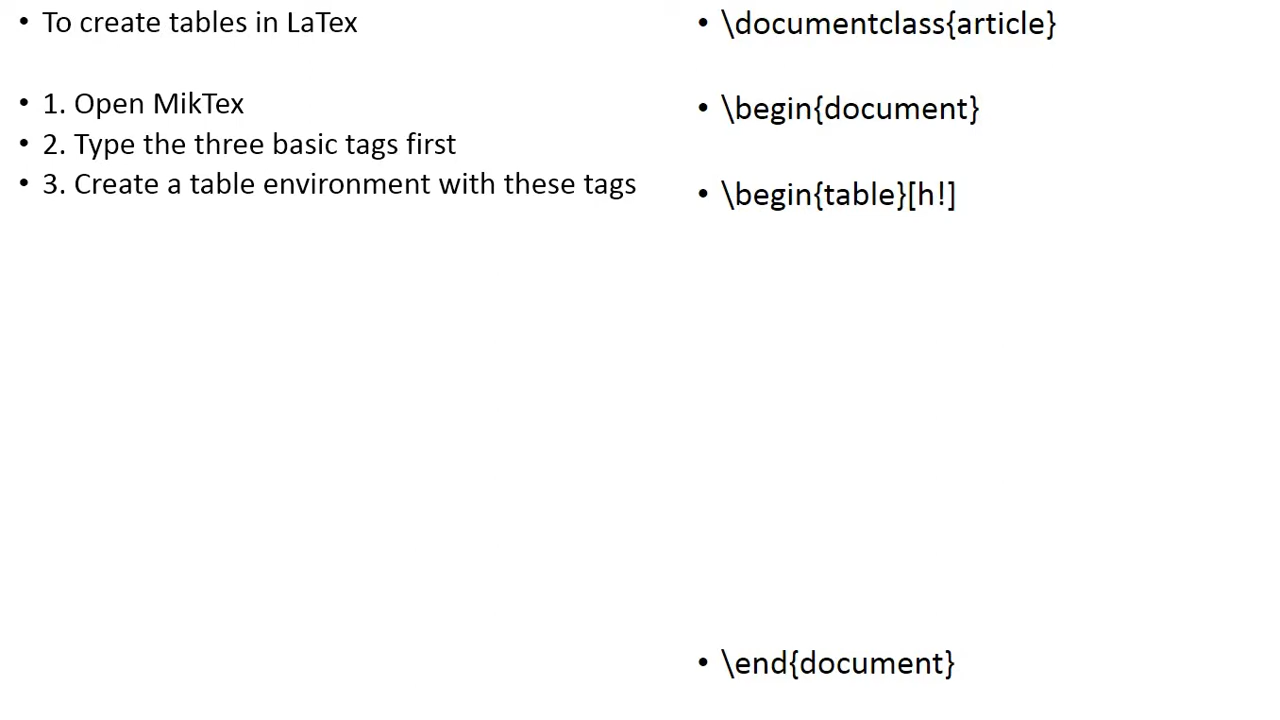 • To create tables in LaTex
• 1. Open MikTex
• 2. Type the three basic tags first
• 3. Create a table environment with these tags
• \documentclass{article}
• \begin{document}
• \begin{table}[h!]
• \end{document}